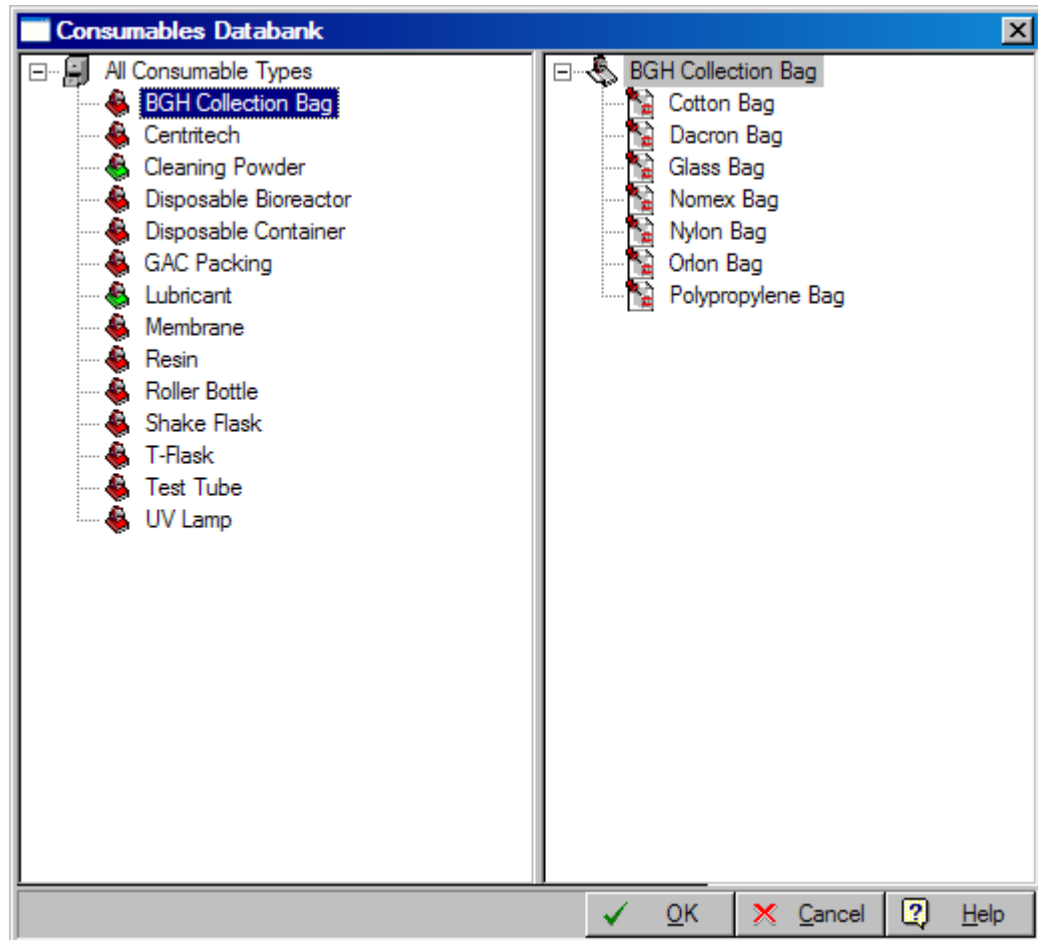 Consumables Databank
All Consumable Types
BGH Collection Bag
Centritech
Cleaning Powder
Disposable Bioreactor
Disposable Container
GAC Packing
Lubricant
Membrane
Resin
Roller Bottle
Shake Flask
T-Flask
Test Tube
UV Lamp
BGH Collection Bag
Cotton Bag
Dacron Bag
Glass Bag
Nomex Bag
Nylon Bag
Orlon Bag
Polypropylene Bag
OK
Cancel
Help